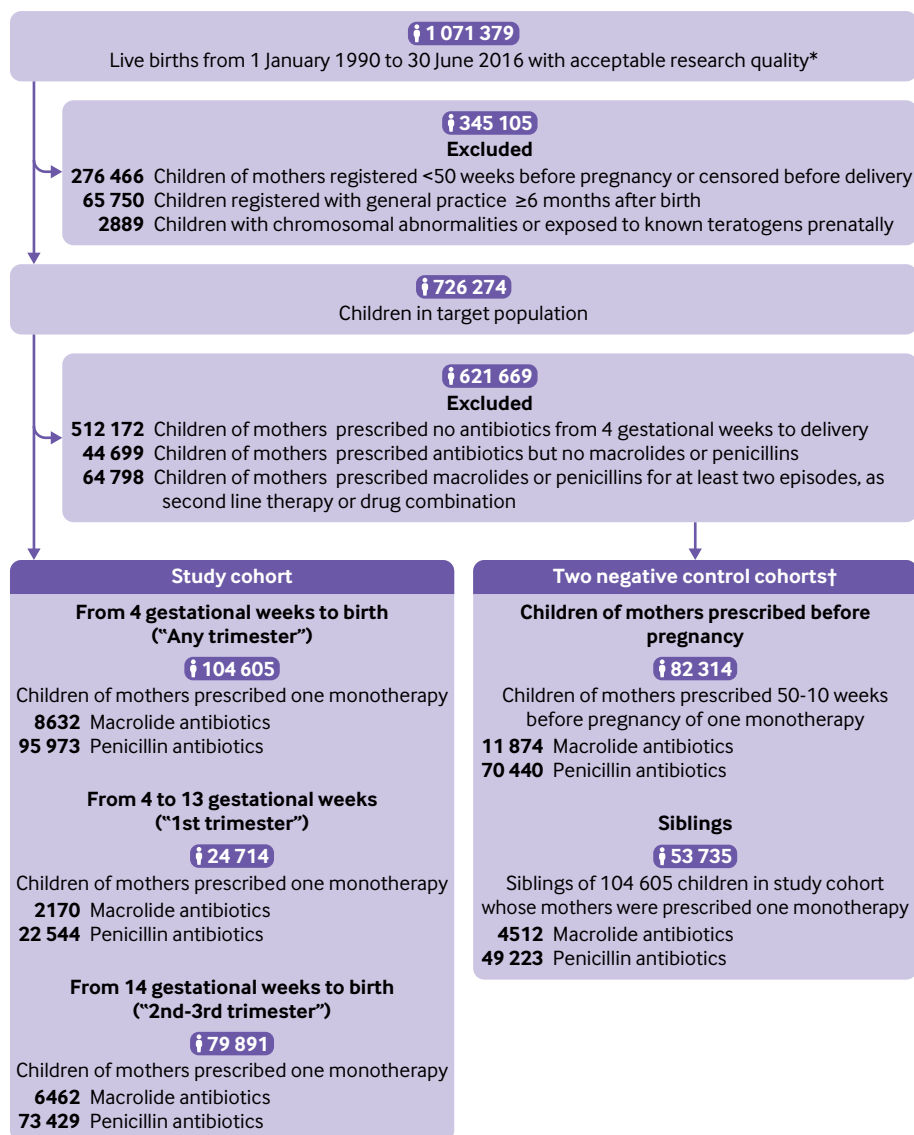 1 071 379
Live births from 1 January 1990 to 30 June 2016 with acceptable research quality*
345 105
Excluded
276 466 Children of mothers registered <50 weeks before pregnancy or censored before delivery
65 750 Children registered with general practice ≥6 months after birth
2889 Children with chromosomal abnormalities or exposed to known teratogens prenatally
726 274
Children in target population
621 669
Excluded
512 172 Children of mothers prescribed no antibiotics from 4 gestational weeks to delivery
44 699 Children of mothers prescribed antibiotics but no macrolides or penicillins
64 798 Children of mothers prescribed macrolides or penicillins for at least two episodes, as
second line therapy or drug combination
Study cohort
From 4 gestational weeks to birth
("Any trimester")
104 605
Children of mothers prescribed one monotherapy
8632 Macrolide antibiotics
95 973 Penicillin antibiotics
From 4 to 13 gestational weeks
("1st trimester")
24 714
Children of mothers prescribed one monotherapy
2170 Macrolide antibiotics
22 544 Penicillin antibiotics
From 14 gestational weeks to birth
("2nd-3rd trimester")
79 891
Children of mothers prescribed one monotherapy
6462 Macrolide antibiotics
73 429 Penicillin antibiotics
Two negative control cohorts†
Children of mothers prescribed before
pregnancy
82 314
Children of mothers prescribed 50-10 weeks
before pregnancy of one monotherapy
11 874 Macrolide antibiotics
70 440 Penicillin antibiotics
Siblings
53 735
Siblings of 104 605 children in study cohort
whose mothers were prescribed one monotherapy
4512 Macrolide antibiotics
49 223 Penicillin antibiotics